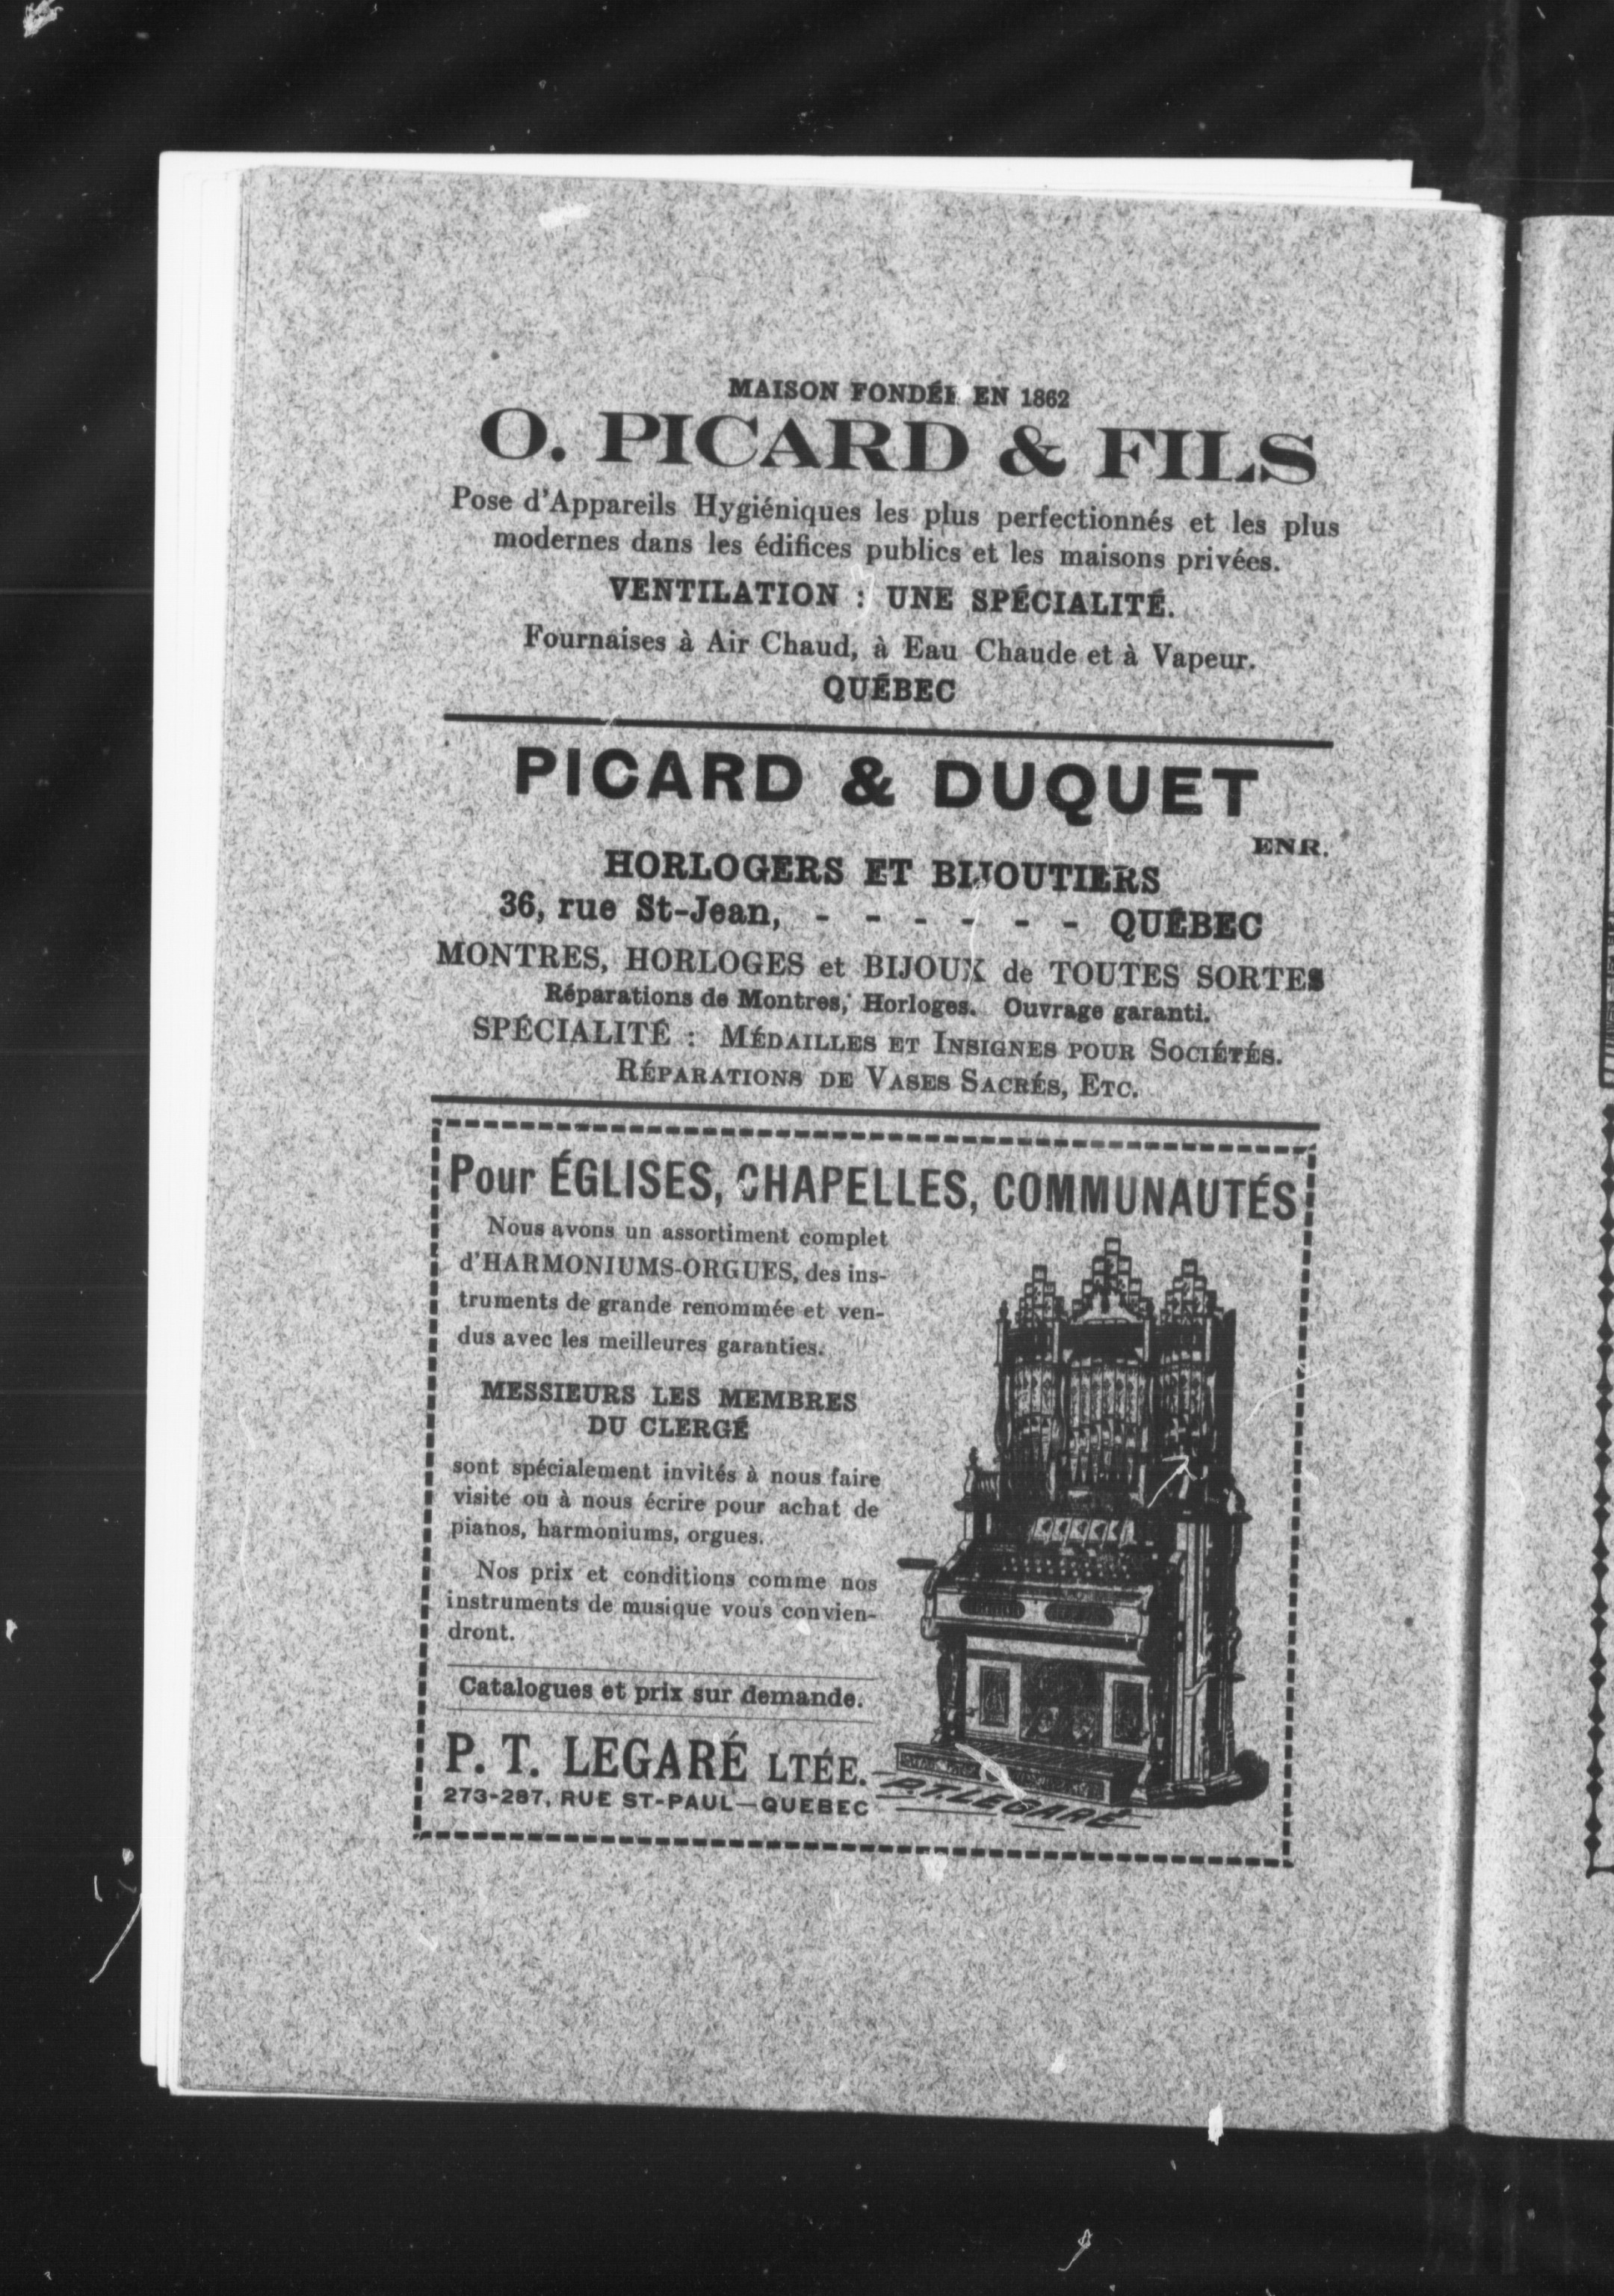 MAISON FONDÉE EN 1862
O. PICARD & FILS
Pose d'Appareils Hygiéniques les plus perfectionnés et les plus
modernes dans les édifices publics et les maisons privées.
VENTILATION : UNE SPÉCIALITÉ.
Fournaises à Air Chaud, à Eau Chaude et à Vapeur.
QUÉBEC
PICARD & DUQUET
ENR.
HORLOGERS ET BIJOUTIERS
36, rue St-Jean, - - - - - - QUÉBEC
MONTRES, HORLOGES et BIJOUX de TOUTES SORTES
Réparations de Montres, Horloges. Ouvrage garanti.
SPÉCIALITÉ : MÉDAILLES ET INSIGNES POUR SOCIÉTÉS.
RÉPARATIONS DE VASES SACRÉS, ETC.
Pour ÉGLISES, CHAPELLES, COMMUNAUTÉS
Nous avons un assortiment complet
d'HARMONIUMS-ORGUES, des ins-
truments de grande renommée et ven-
dus avec les meilleures garanties.
MESSIEURS LES MEMBRES
DU CLERGÉ
sont spécialement invités à nous faire
visite ou à nous écrire pour achat de
pianos, harmoniums, orgues.
Nos prix et conditions comme nos
instruments de musique vous convien-
dront.
Catalogues et prix sur demande.
P. T. LEGARÉ LTÉE.
273-287, RUE ST-PAUL—QUEBEC
P.T. LEGARÉ